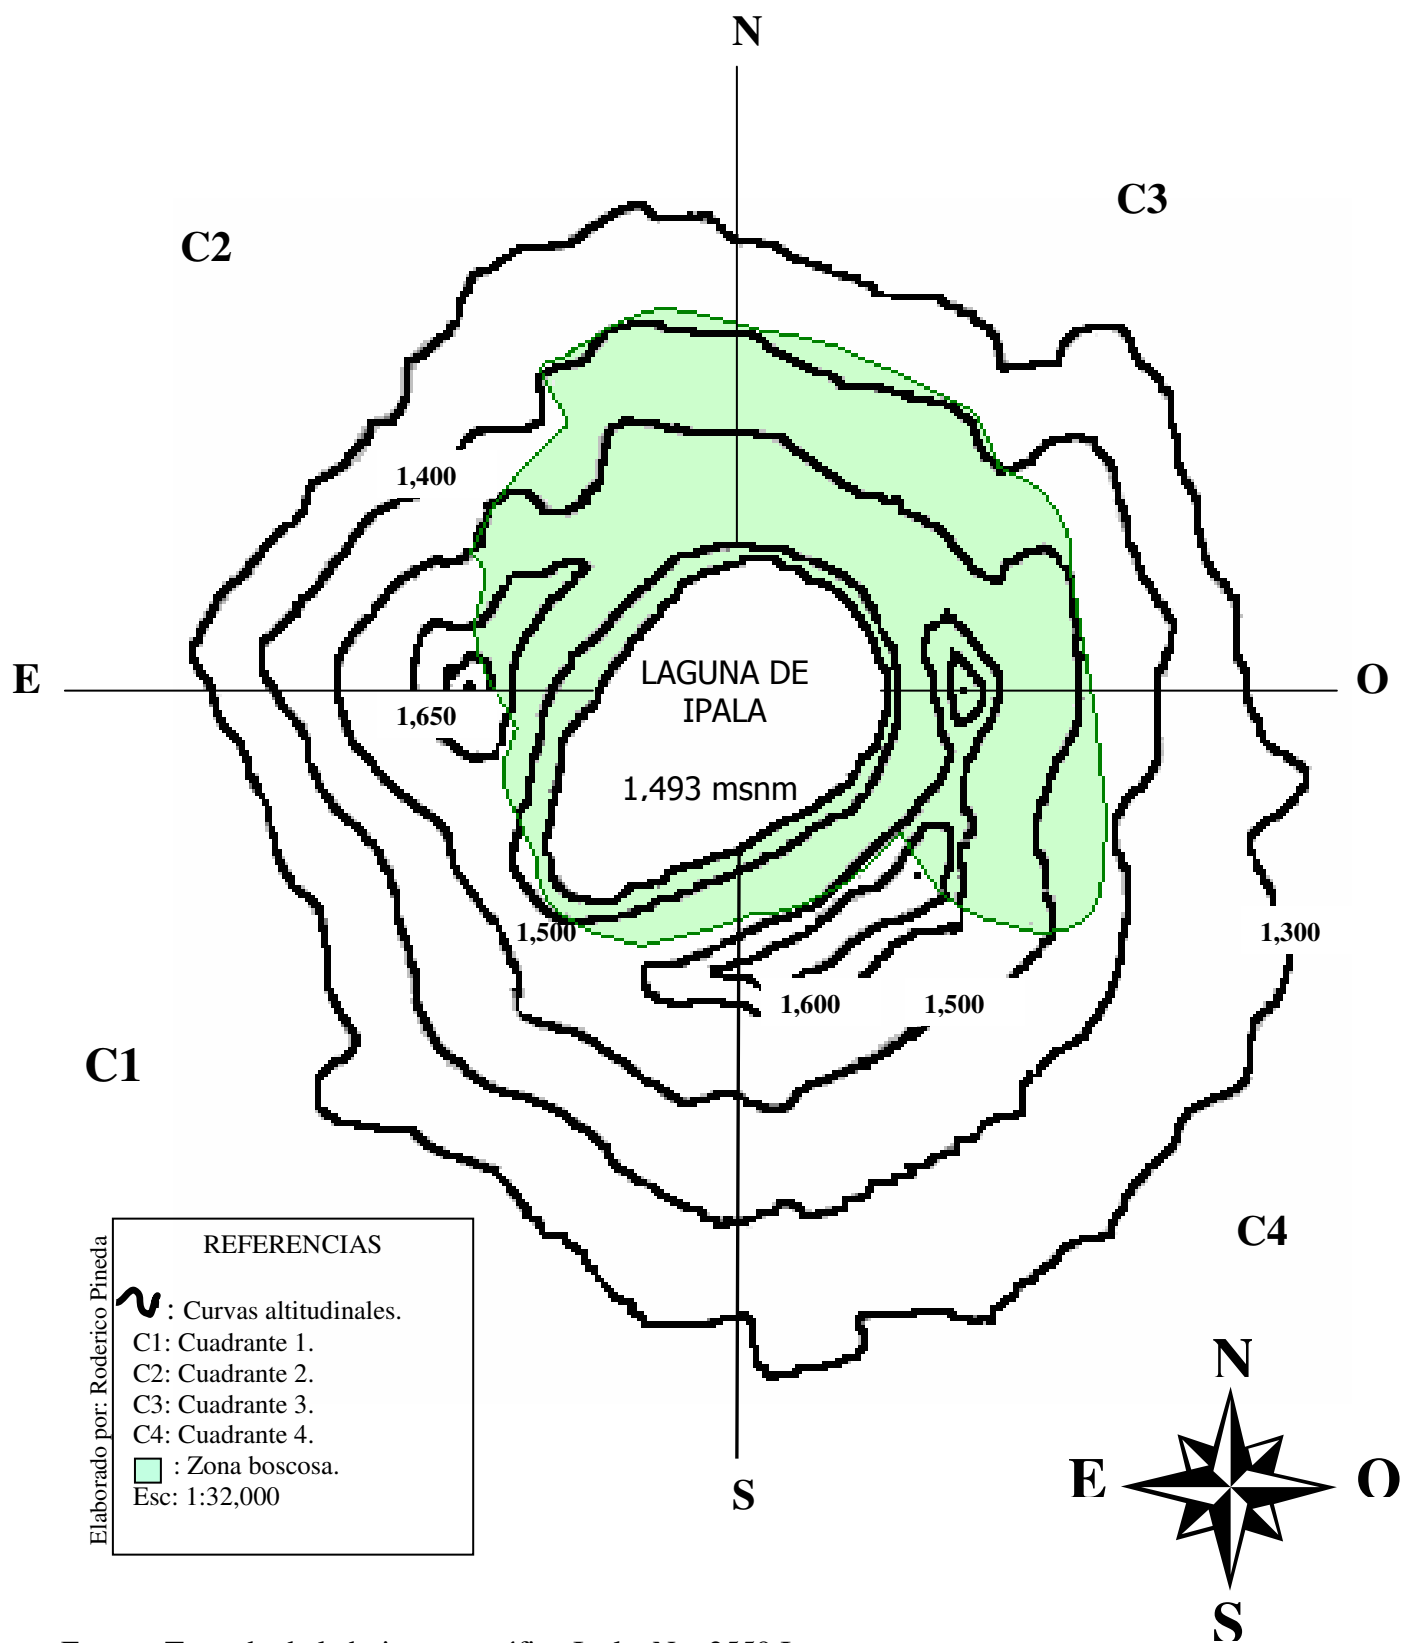 N
C3
C2
1,400
E
LAGUNA DE
IPALA
O
1,650
1,493 msnm
1,500
1,300
1,600
1,500
C1
C4
REFERENCIAS
: Curvas altitudinales.
C1: Cuadrante 1.
C2: Cuadrante 2.
C3: Cuadrante 3.
C4: Cuadrante 4.
: Zona boscosa.
Esc: 1:32,000
Elaborado por: Roderico Pineda
S
N
E
O
S